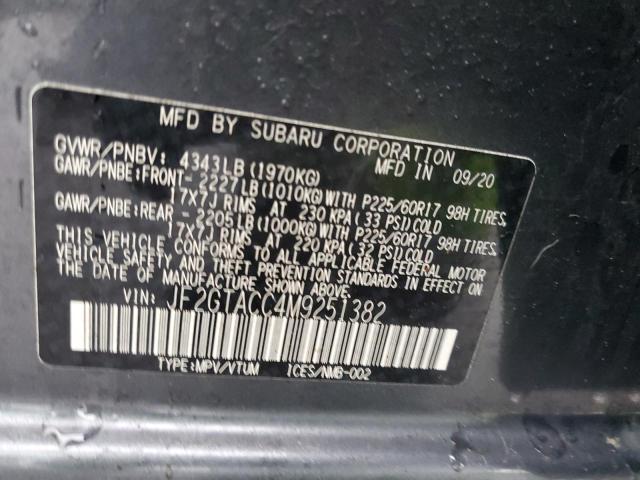 MFD BY SUBARU CORPORATION
GVWR/PNBV: 4343LB(1970KG) MFD IN 09/20
GAWR/PNBE:FRONT- 2227LB(1010KG)WITH P225/60R17 98H TIRES,
17X7J RIMS AT 230 KPA(33 PSI)COLD
GAWR/PNBE:REAR - 2205LB(1000KG)WITH P225/60R17 98H TIRES,
17X7J RIMS AT 220 KPA(32 PSI)COLD
THIS VEHICLE CONFORMS TO ALL APPLICABLE FEDERAL MOTOR
VEHICLE SAFETY AND THEFT PREVENTION STANDARDS IN EFFECT ON
THE DATE OF MANUFACTURE SHOWN ABOVE.
VIN: JF2GTACC4M9251382
TYPE:MPV/VTUM ICES/NMB-002